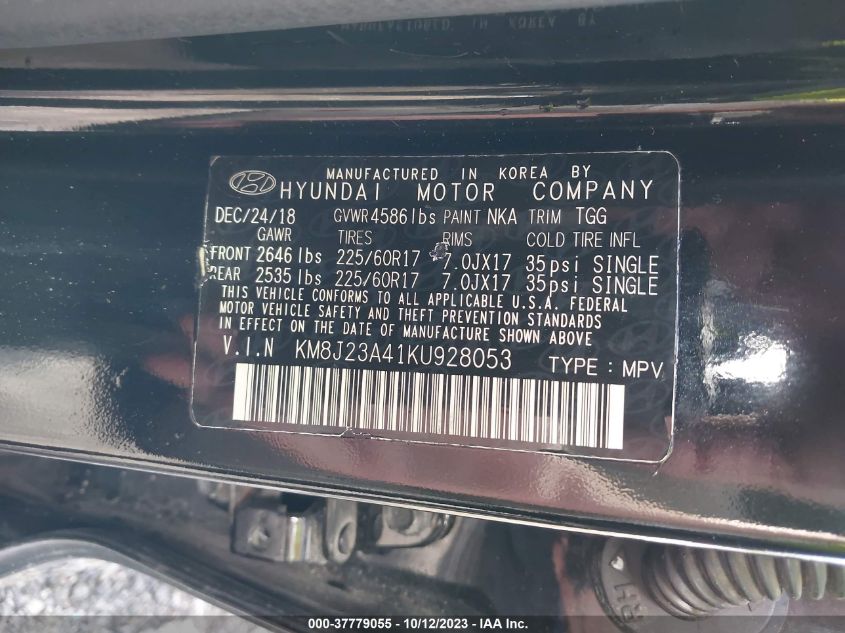 MANUFACTURED IN KOREA BY
HYUNDAI MOTOR COMPANY
DEC/24/18 GVWR 4586 lbs PAINT NKA TRIM TGG
GAWR TIRES RIMS COLD TIRE INFL
FRONT 2646 lbs 225/60R17 7.0JX17 35psi SINGLE
REAR 2535 lbs 225/60R17 7.0JX17 35psi SINGLE
THIS VEHICLE CONFORMS TO ALL APPLICABLE U.S.A. FEDERAL
MOTOR VEHICLE SAFETY AND THEFT PREVENTION STANDARDS
IN EFFECT ON THE DATE OF MANUFACTURE SHOWN ABOVE.
V.I.N KM8J23A41KU928053 TYPE : MPV
RH
000-37779055 - 10/12/2023 - IAA Inc.